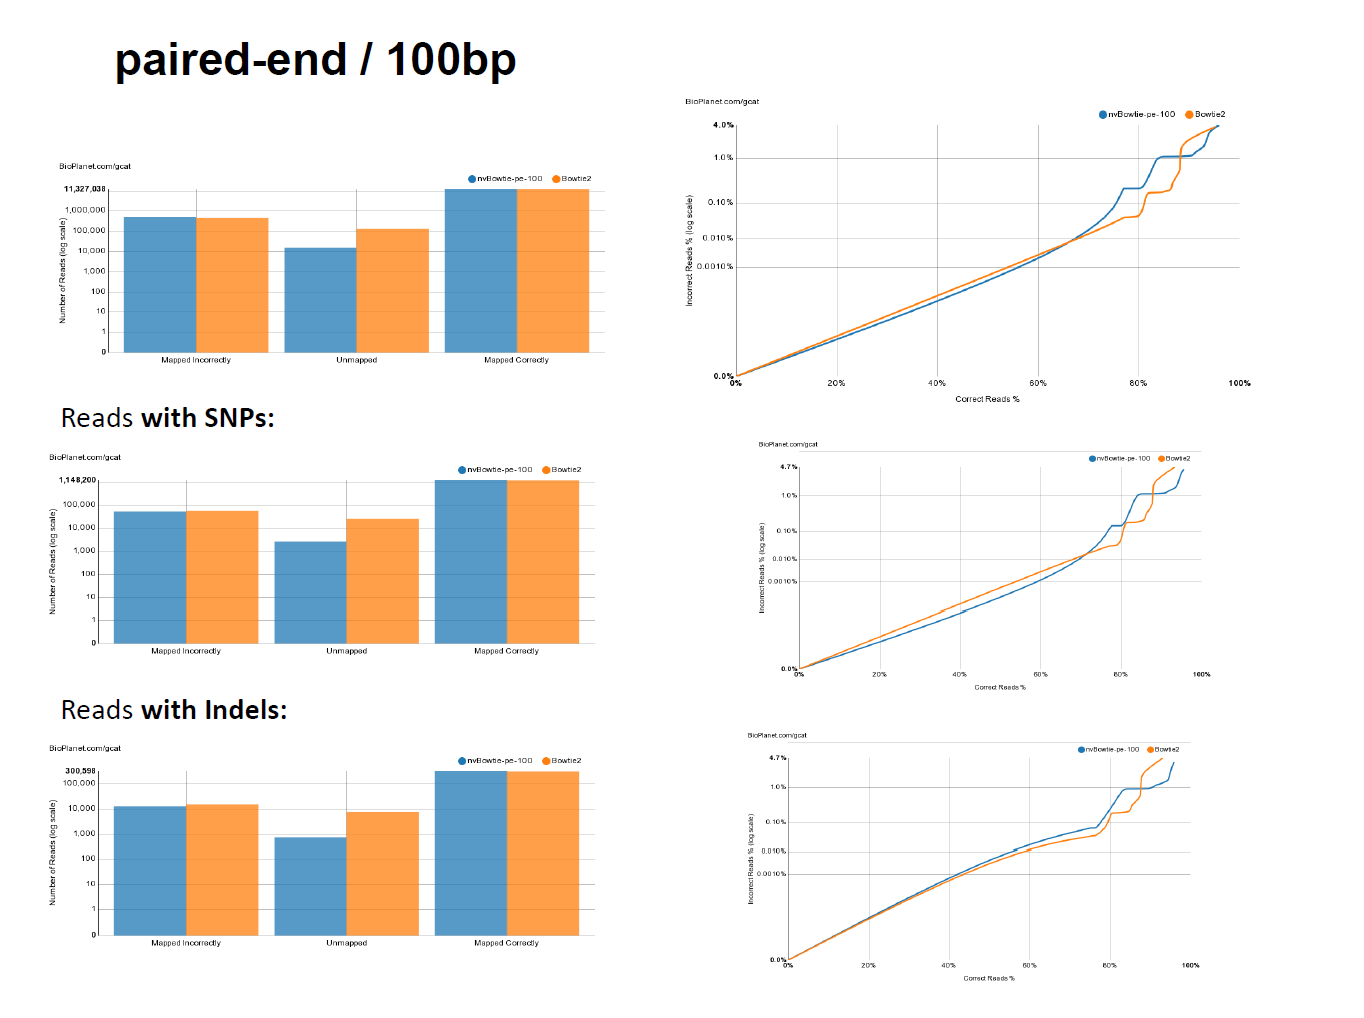 paired-end / 100bp
BioPlanet.com/gcat
nvBowtie-pe-100 Bowtie2
11,327,038
1,000,000
100,000
10,000
1,000
100
10
1
0
Number of Reads (log scale)
Mapped Incorrectly Unmapped Mapped Correctly
BioPlanet.com/gcat
nvBowtie-pe-100 Bowtie2
4.0%
1.0%
0.10%
0.010%
0.0010%
0.0%
Incorrect Reads % (log scale)
0% 20% 40% 60% 80% 100%
Correct Reads %
Reads with SNPs:
BioPlanet.com/gcat
nvBowtie-pe-100 Bowtie2
1,148,200
100,000
10,000
1,000
100
10
1
0
Number of Reads (log scale)
Mapped Incorrectly Unmapped Mapped Correctly
BioPlanet.com/gcat
nvBowtie-pe-100 Bowtie2
4.7%
1.0%
0.10%
0.010%
0.0010%
0.0%
Incorrect Reads % (log scale)
0% 20% 40% 60% 80% 100%
Correct Reads %
Reads with Indels:
BioPlanet.com/gcat
nvBowtie-pe-100 Bowtie2
300,598
100,000
10,000
1,000
100
10
1
0
Number of Reads (log scale)
Mapped Incorrectly Unmapped Mapped Correctly
BioPlanet.com/gcat
nvBowtie-pe-100 Bowtie2
4.7%
1.0%
0.10%
0.010%
0.0010%
0.0%
Incorrect Reads % (log scale)
0% 20% 40% 60% 80% 100%
Correct Reads %